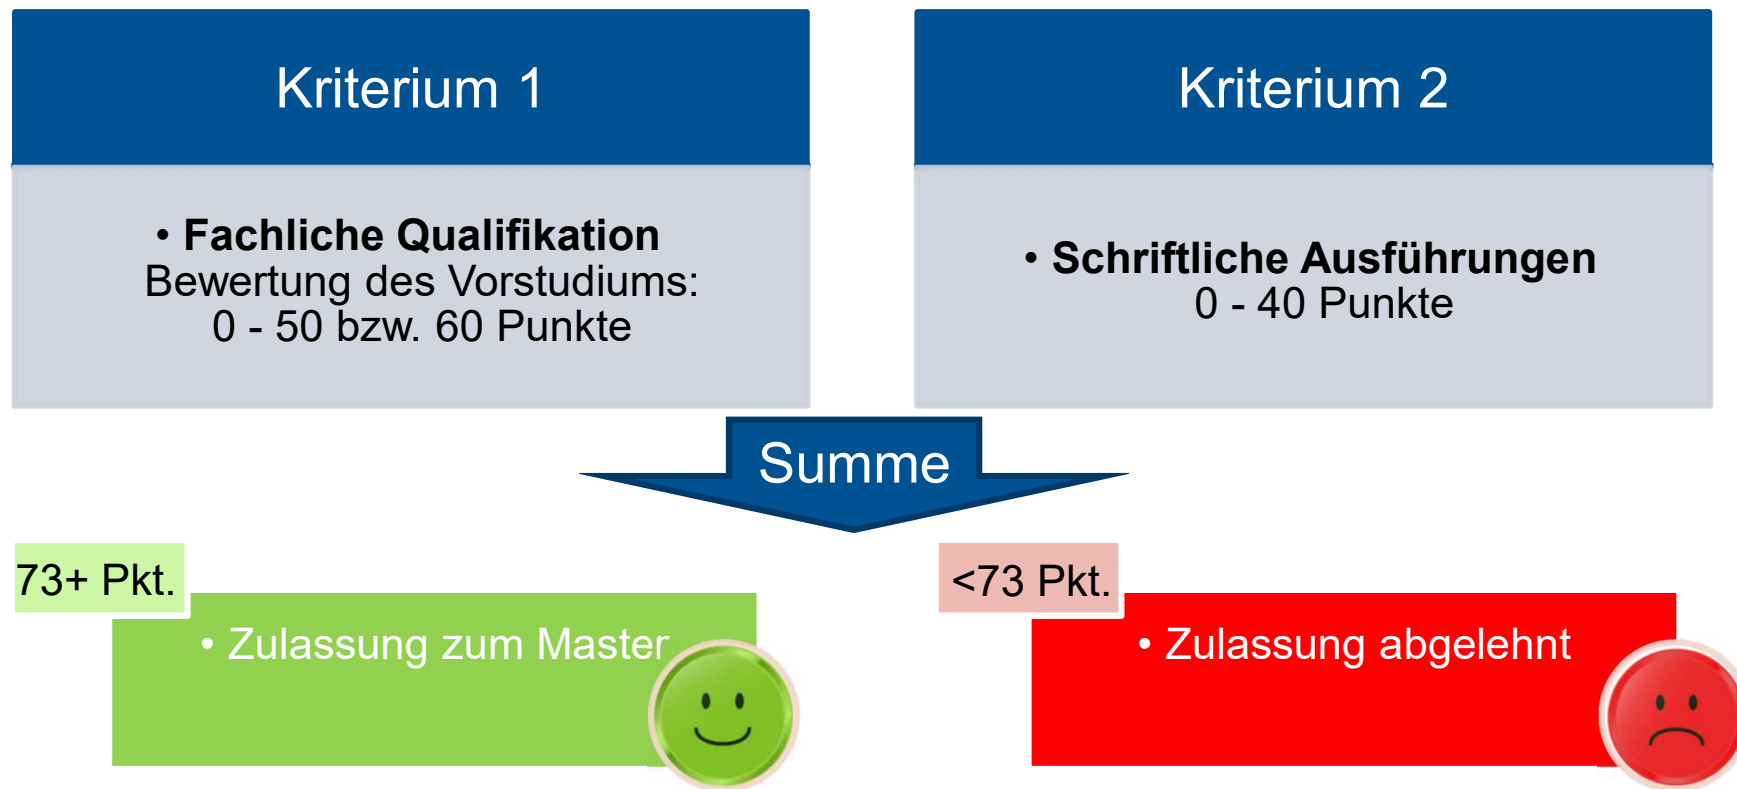 Kriterium 1
• Fachliche Qualifikation
Bewertung des Vorstudiums:
0 - 50 bzw. 60 Punkte
Kriterium 2
• Schriftliche Ausführungen
0 - 40 Punkte
Summe
73+ Pkt.
• Zulassung zum Master
<73 Pkt.
• Zulassung abgelehnt